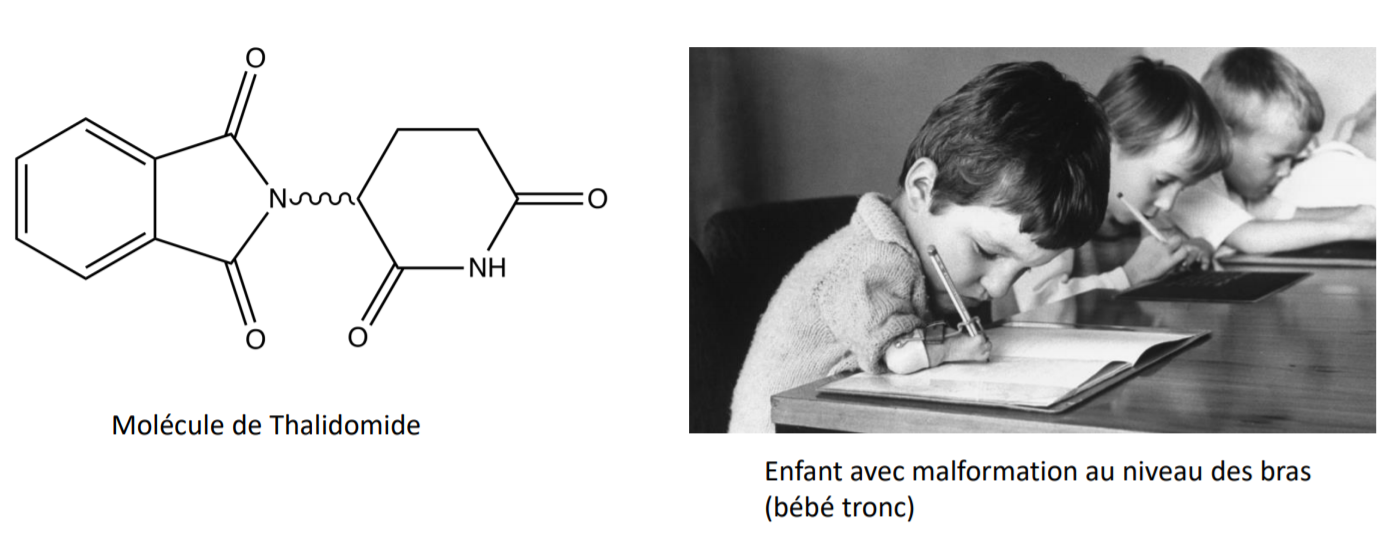 O
N
O
NH
O
O
Molécule de Thalidomide
Enfant avec malformation au niveau des bras
(bébé tronc)